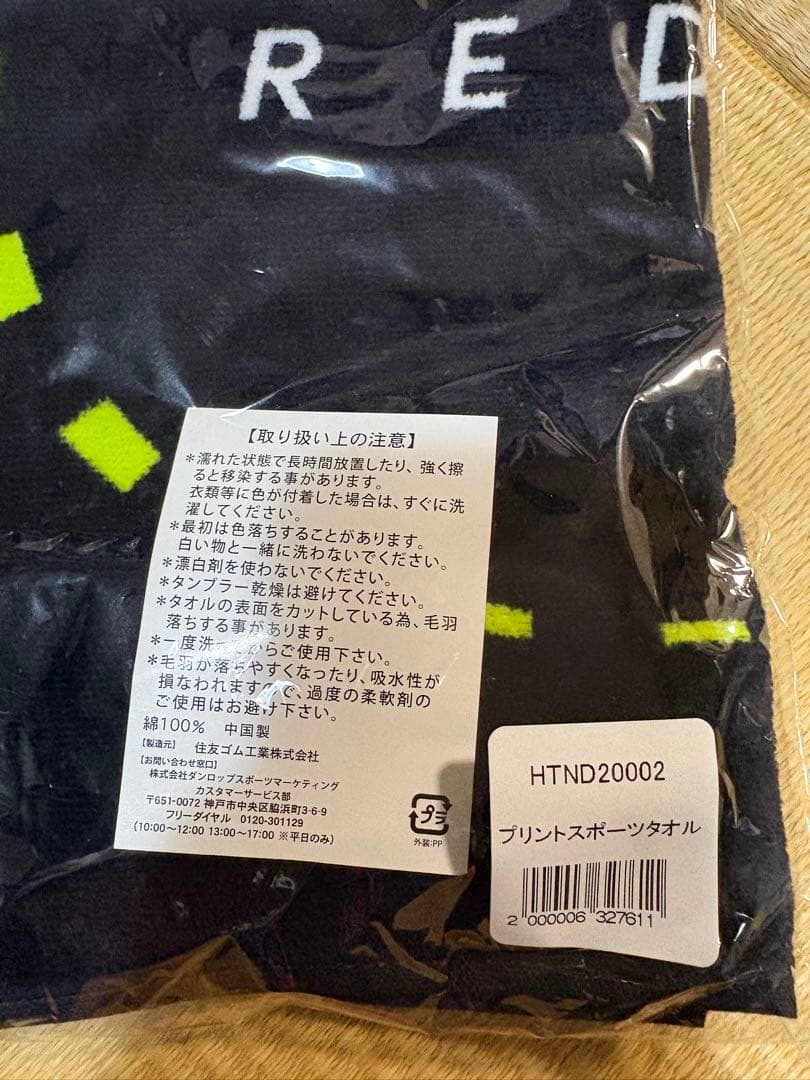 RED
【取り扱い上の注意】
＊濡れた状態で長時間放置したり、強く擦
ると移染する事があります。
衣類等に色が付着した場合は、すぐに洗
濯してください。
＊最初は色落ちすることがあります。
白い物と一緒に洗わないでください。
＊漂白剤を使わないでください。
＊タンブラー乾燥は避けてください。
＊タオルの表面をカットしている為、毛羽
落ちする事があります。
＊一度洗ってからご使用下さい。
＊毛羽が落ちやすくなったり、吸水性が
損なわれますので、過度の柔軟剤の
ご使用はお避け下さい。
綿100% 中国製
【製造元】 住友ゴム工業株式会社
【お問い合わせ窓口】
株式会社ダンロップスポーツマーケティング
カスタマーサービス部
〒651-0072 神戸市中央区脇浜町3-6-9
フリーダイヤル 0120-301129
(10:00～12:00 13:00～17:00 ※平日のみ)
プラ
外装:PP
HTND20002
プリントスポーツタオル
2 000006 327611